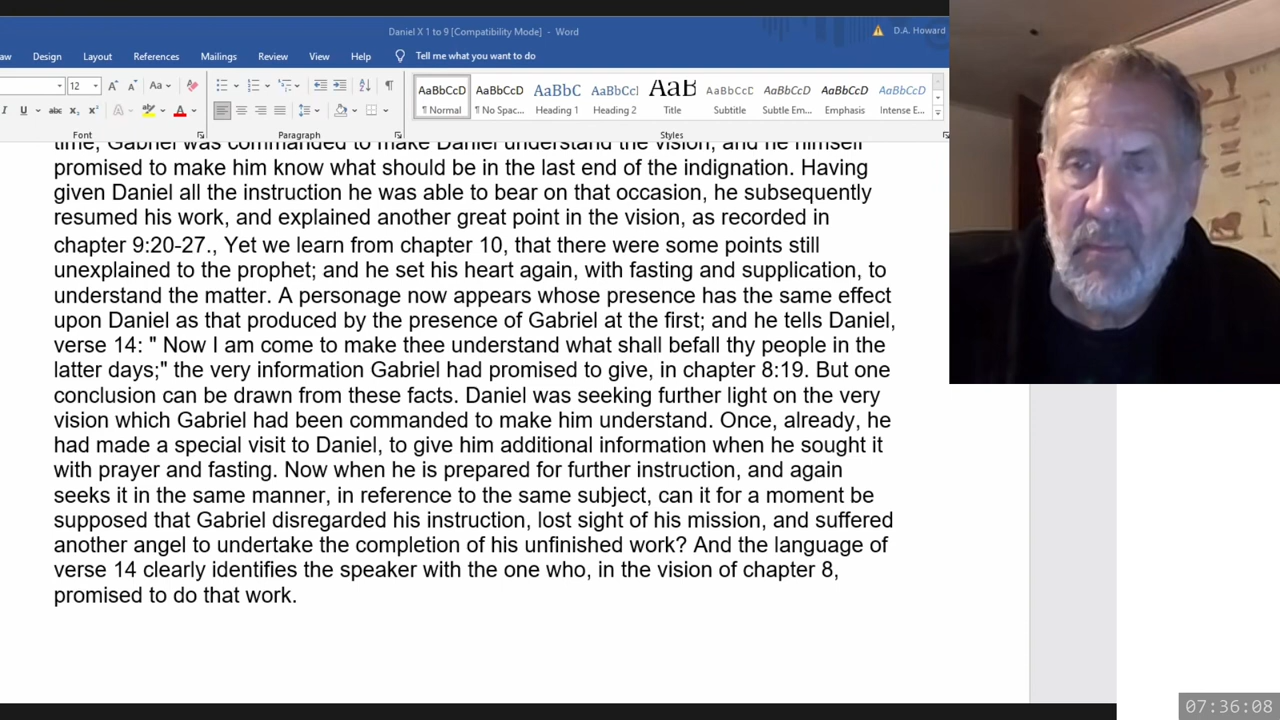 Daniel X 1 to 9 [Compatibility Mode] - Word
D.A. Howard
aw Design Layout References Mailings Review View Help Tell me what you want to do
12 Aa
AaBbCcD AaBbCcD AaBbC AaBbCcl AaB AaBbCcD AaBbCcD AaBbCcD AaBbCcD
¶ Normal ¶ No Spac... Heading 1 Heading 2 Title Subtitle Subtle Em... Emphasis Intense E...
Font Paragraph Styles
time, Gabriel was commanded to make Daniel understand the vision, and he himself
promised to make him know what should be in the last end of the indignation. Having
given Daniel all the instruction he was able to bear on that occasion, he subsequently
resumed his work, and explained another great point in the vision, as recorded in
chapter 9:20-27., Yet we learn from chapter 10, that there were some points still
unexplained to the prophet; and he set his heart again, with fasting and supplication, to
understand the matter. A personage now appears whose presence has the same effect
upon Daniel as that produced by the presence of Gabriel at the first; and he tells Daniel,
verse 14: " Now I am come to make thee understand what shall befall thy people in the
latter days;" the very information Gabriel had promised to give, in chapter 8:19. But one
conclusion can be drawn from these facts. Daniel was seeking further light on the very
vision which Gabriel had been commanded to make him understand. Once, already, he
had made a special visit to Daniel, to give him additional information when he sought it
with prayer and fasting. Now when he is prepared for further instruction, and again
seeks it in the same manner, in reference to the same subject, can it for a moment be
supposed that Gabriel disregarded his instruction, lost sight of his mission, and suffered
another angel to undertake the completion of his unfinished work? And the language of
verse 14 clearly identifies the speaker with the one who, in the vision of chapter 8,
promised to do that work.
07:36:08